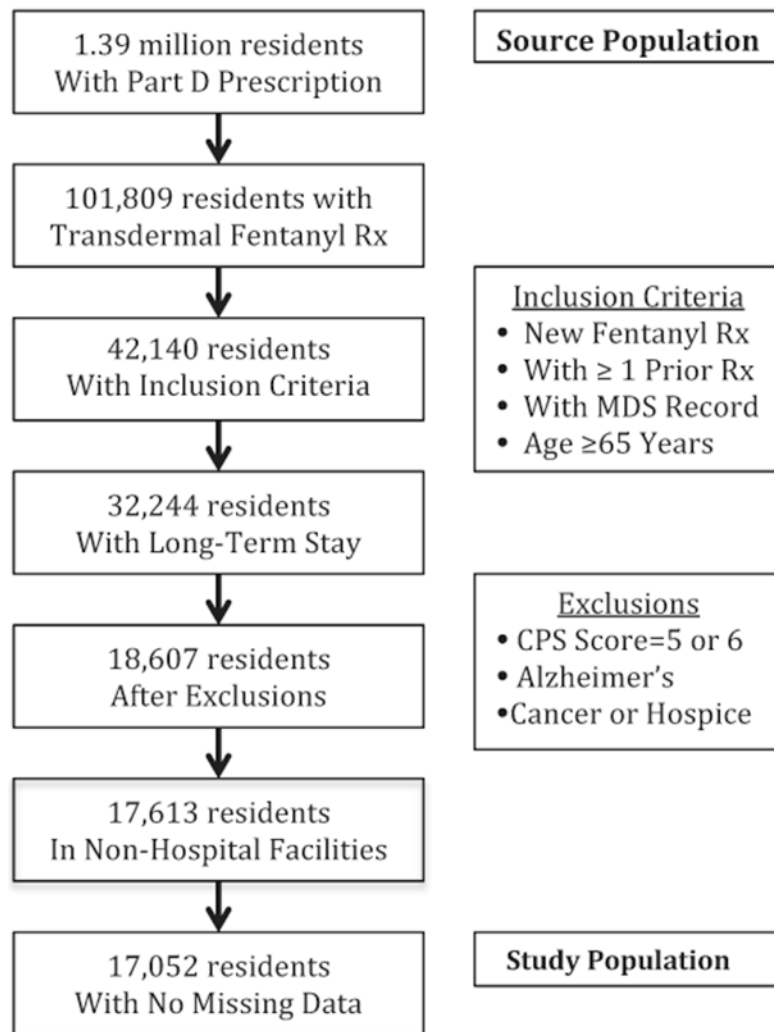 1.39 million residents
With Part D Prescription
Source Population
101,809 residents with
Transdermal Fentanyl Rx
Inclusion Criteria
• New Fentanyl Rx
• With ≥ 1 Prior Rx
• With MDS Record
• Age ≥65 Years
42,140 residents
With Inclusion Criteria
32,244 residents
With Long-Term Stay
Exclusions
• CPS Score=5 or 6
• Alzheimer's
•Cancer or Hospice
18,607 residents
After Exclusions
17,613 residents
In Non-Hospital Facilities
17,052 residents
With No Missing Data
Study Population